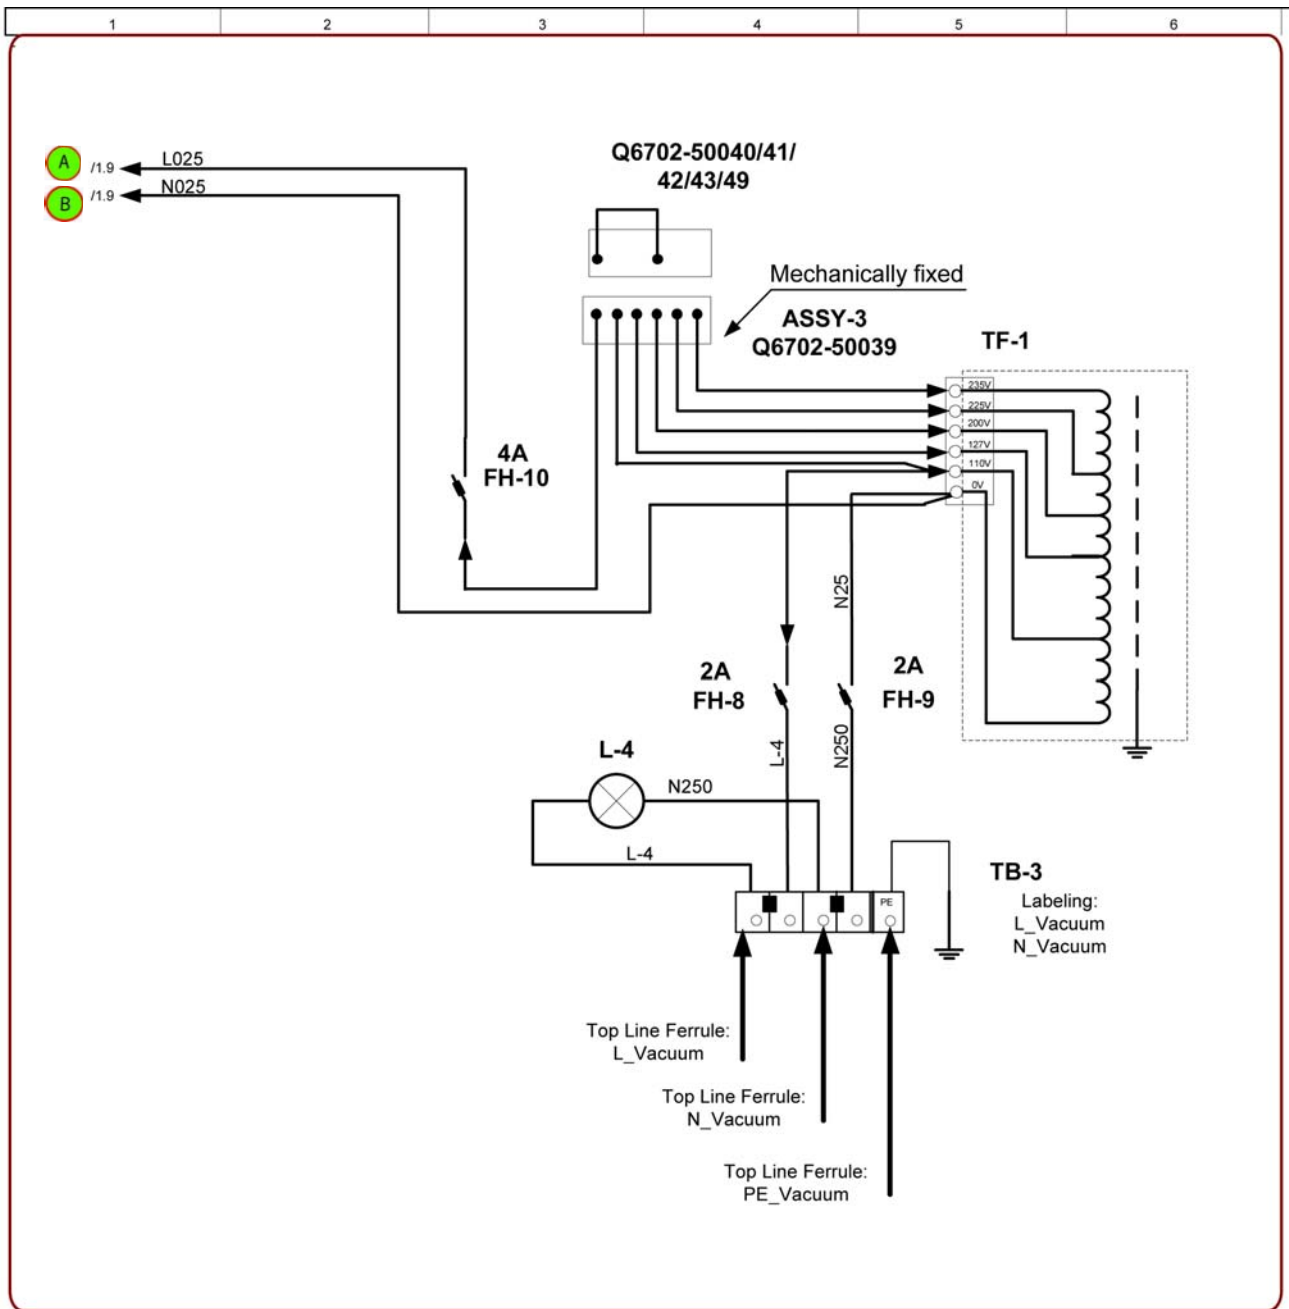 1 2 3 4 5 6
A /1.9 L025
B /1.9 N025
Q6702-50040/41/
42/43/49
Mechanically fixed
ASSY-3
Q6702-50039
TF-1
235V
225V
200V
127V
110V
0V
4A
FH-10
N25
2A
FH-8
2A
FH-9
L-4
N250
L-4
N250
L-4
PE
TB-3
Labeling:
L_Vacuum
N_Vacuum
Top Line Ferrule:
L_Vacuum
Top Line Ferrule:
N_Vacuum
Top Line Ferrule:
PE_Vacuum